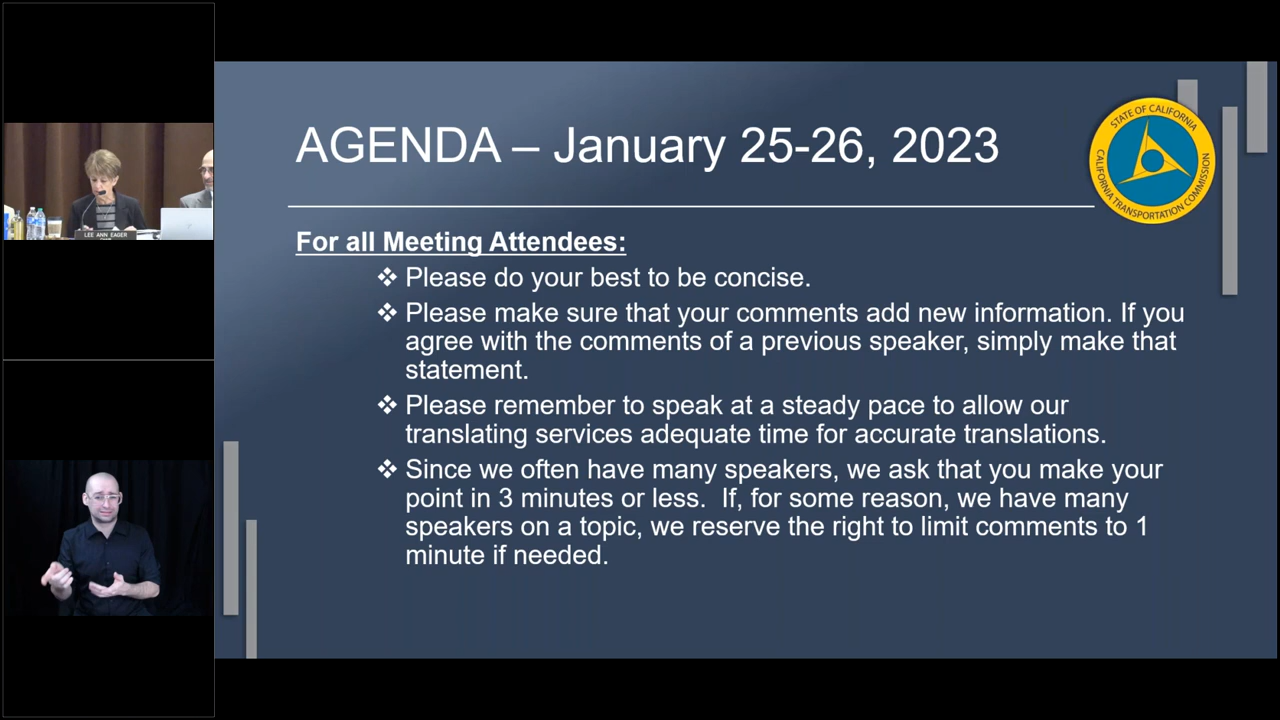 AGENDA – January 25-26, 2023
STATE OF CALIFORNIA
CALIFORNIA TRANSPORTATION COMMISSION
For all Meeting Attendees:
❖ Please do your best to be concise.
❖ Please make sure that your comments add new information. If you
agree with the comments of a previous speaker, simply make that
statement.
❖ Please remember to speak at a steady pace to allow our
translating services adequate time for accurate translations.
❖ Since we often have many speakers, we ask that you make your
point in 3 minutes or less.  If, for some reason, we have many
speakers on a topic, we reserve the right to limit comments to 1
minute if needed.
LEE ANN EAGER